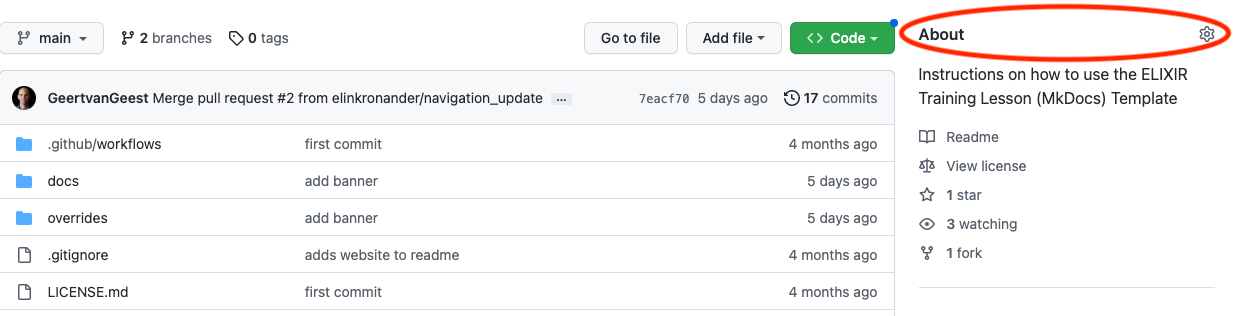 main 2 branches 0 tags Go to file Add file Code
GeertvanGeest Merge pull request #2 from elinkronander/navigation_update ... 7eacf70 5 days ago 17 commits
.github/workflows first commit 4 months ago
docs add banner 5 days ago
overrides add banner 5 days ago
.gitignore adds website to readme 4 months ago
LICENSE.md first commit 4 months ago
About
Instructions on how to use the ELIXIR
Training Lesson (MkDocs) Template
Readme
View license
1 star
3 watching
1 fork